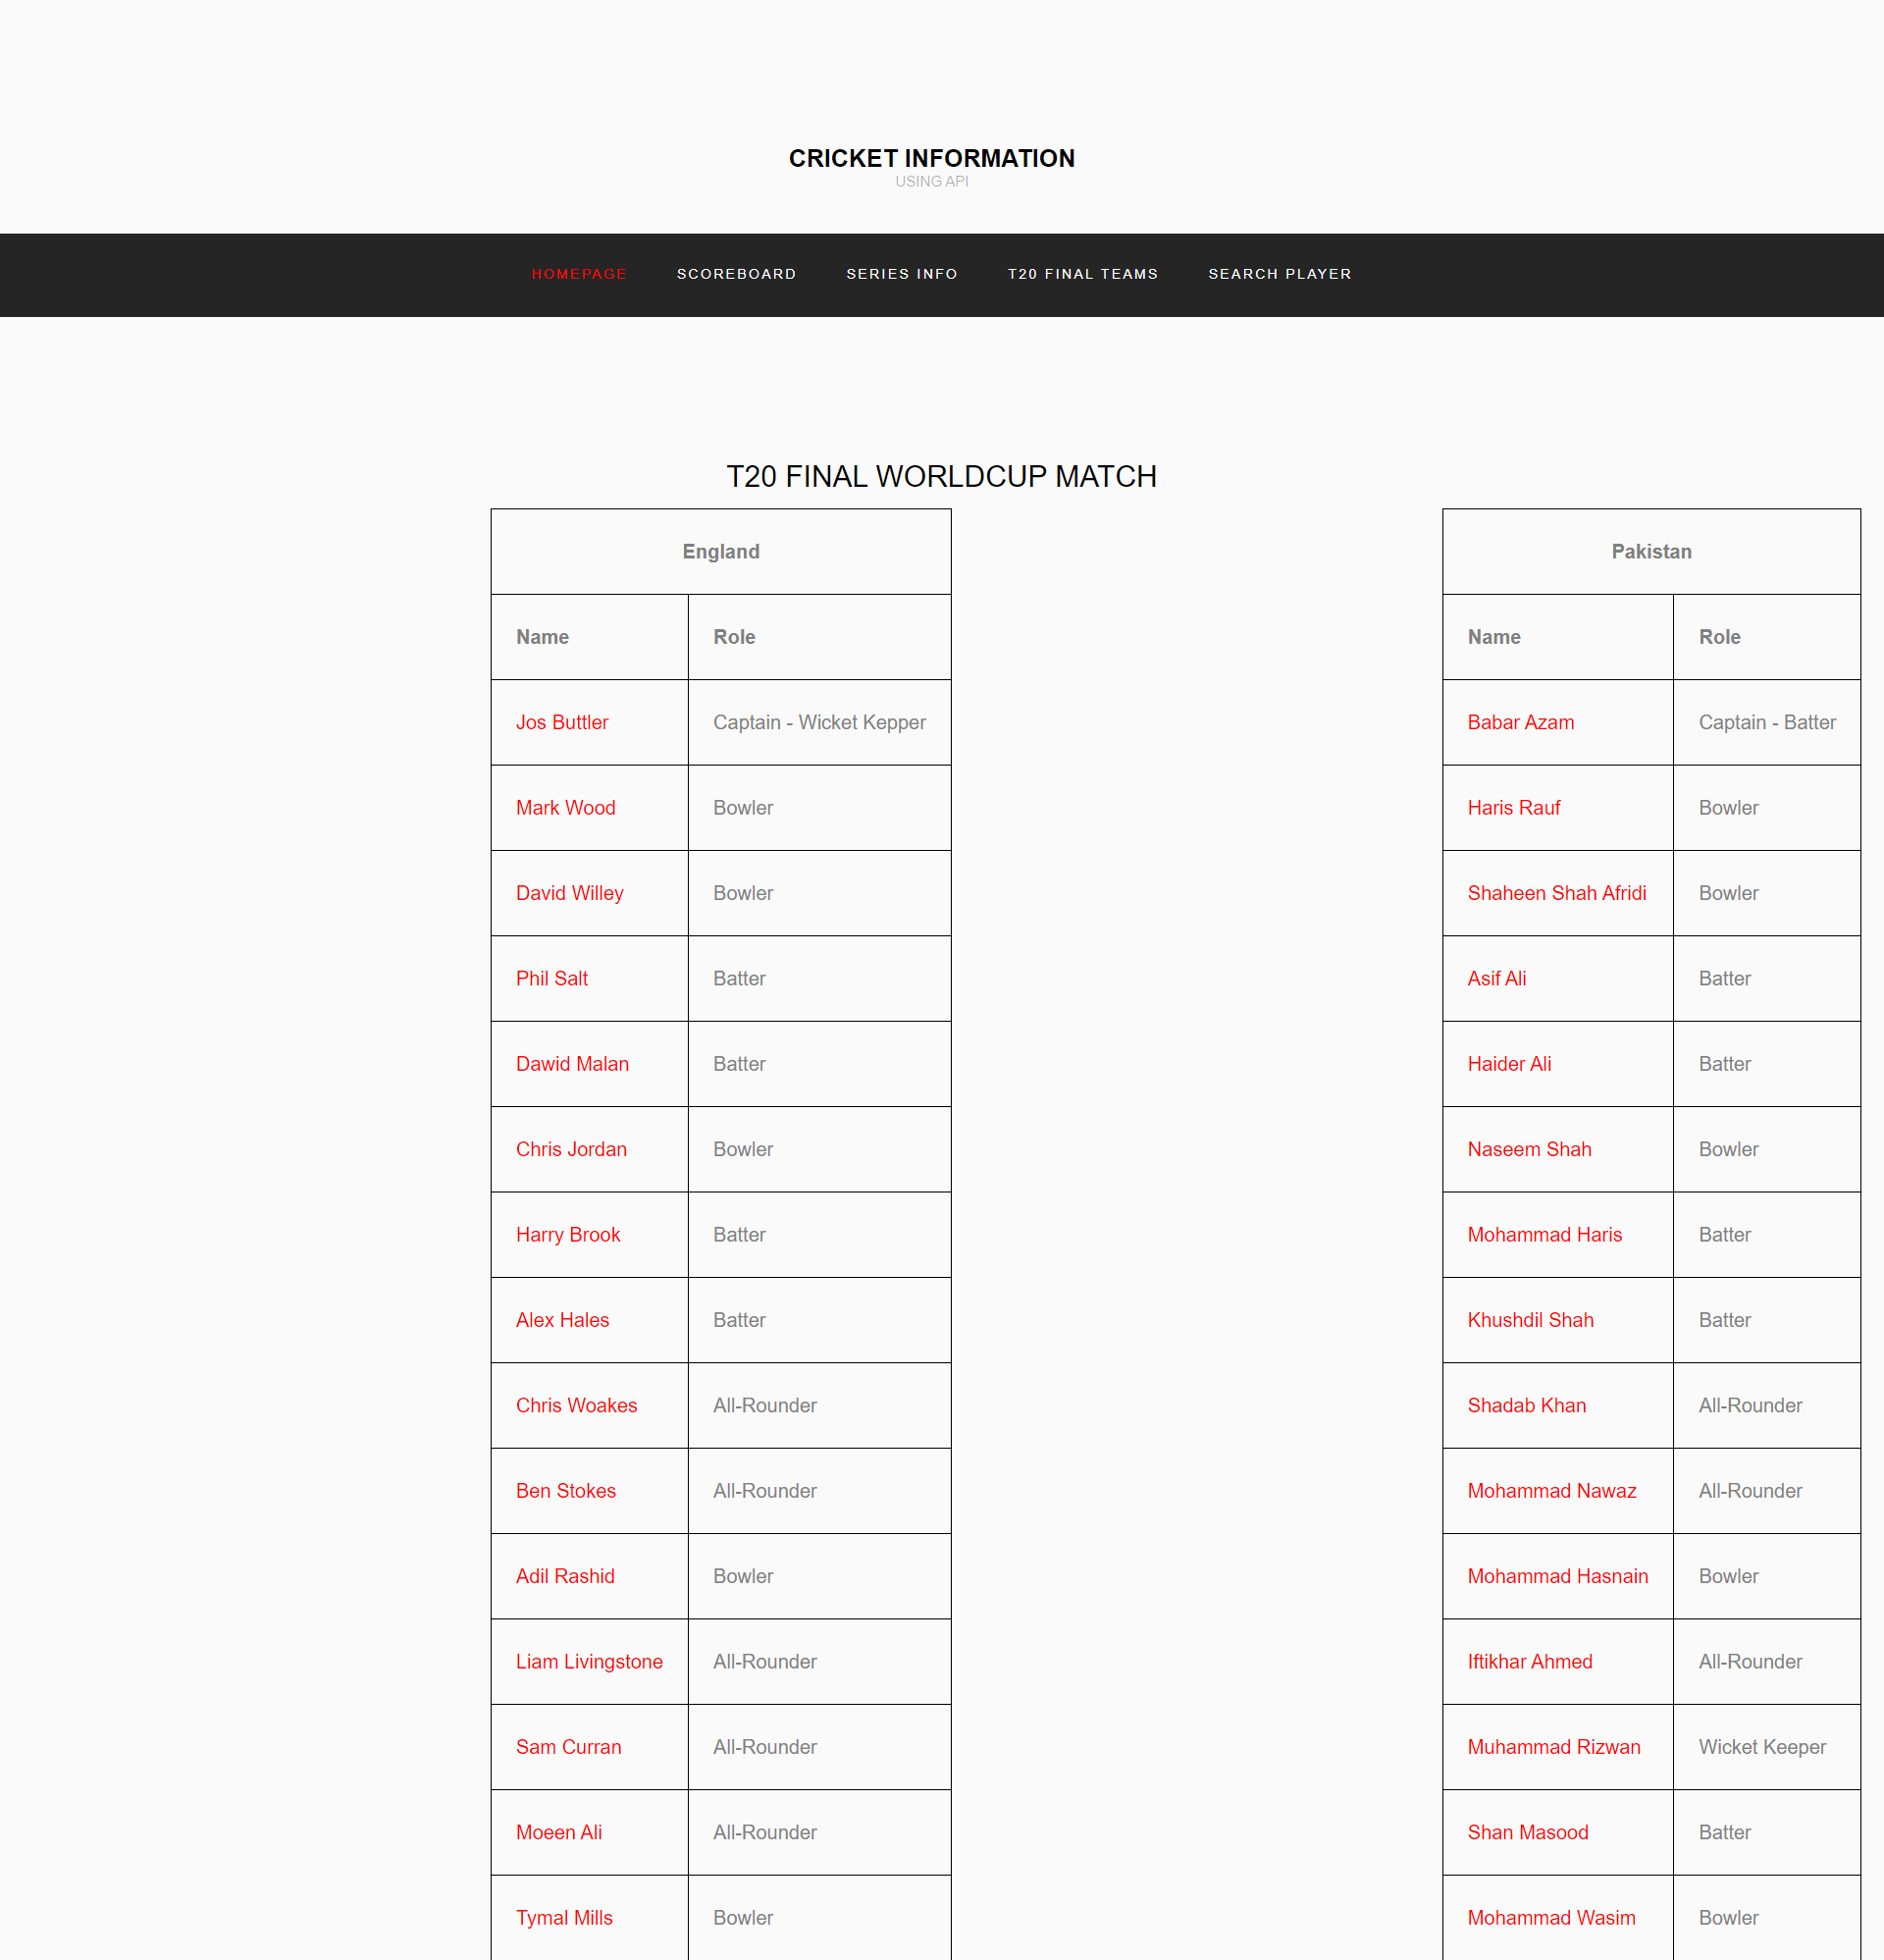 CRICKET INFORMATION
USING API
HOMEPAGE SCOREBOARD SERIES INFO T20 FINAL TEAMS SEARCH PLAYER
T20 FINAL WORLDCUP MATCH
England
Name Role
Jos Buttler Captain - Wicket Kepper
Mark Wood Bowler
David Willey Bowler
Phil Salt Batter
Dawid Malan Batter
Chris Jordan Bowler
Harry Brook Batter
Alex Hales Batter
Chris Woakes All-Rounder
Ben Stokes All-Rounder
Adil Rashid Bowler
Liam Livingstone All-Rounder
Sam Curran All-Rounder
Moeen Ali All-Rounder
Tymal Mills Bowler
Pakistan
Name Role
Babar Azam Captain - Batter
Haris Rauf Bowler
Shaheen Shah Afridi Bowler
Asif Ali Batter
Haider Ali Batter
Naseem Shah Bowler
Mohammad Haris Batter
Khushdil Shah Batter
Shadab Khan All-Rounder
Mohammad Nawaz All-Rounder
Mohammad Hasnain Bowler
Iftikhar Ahmed All-Rounder
Muhammad Rizwan Wicket Keeper
Shan Masood Batter
Mohammad Wasim Bowler